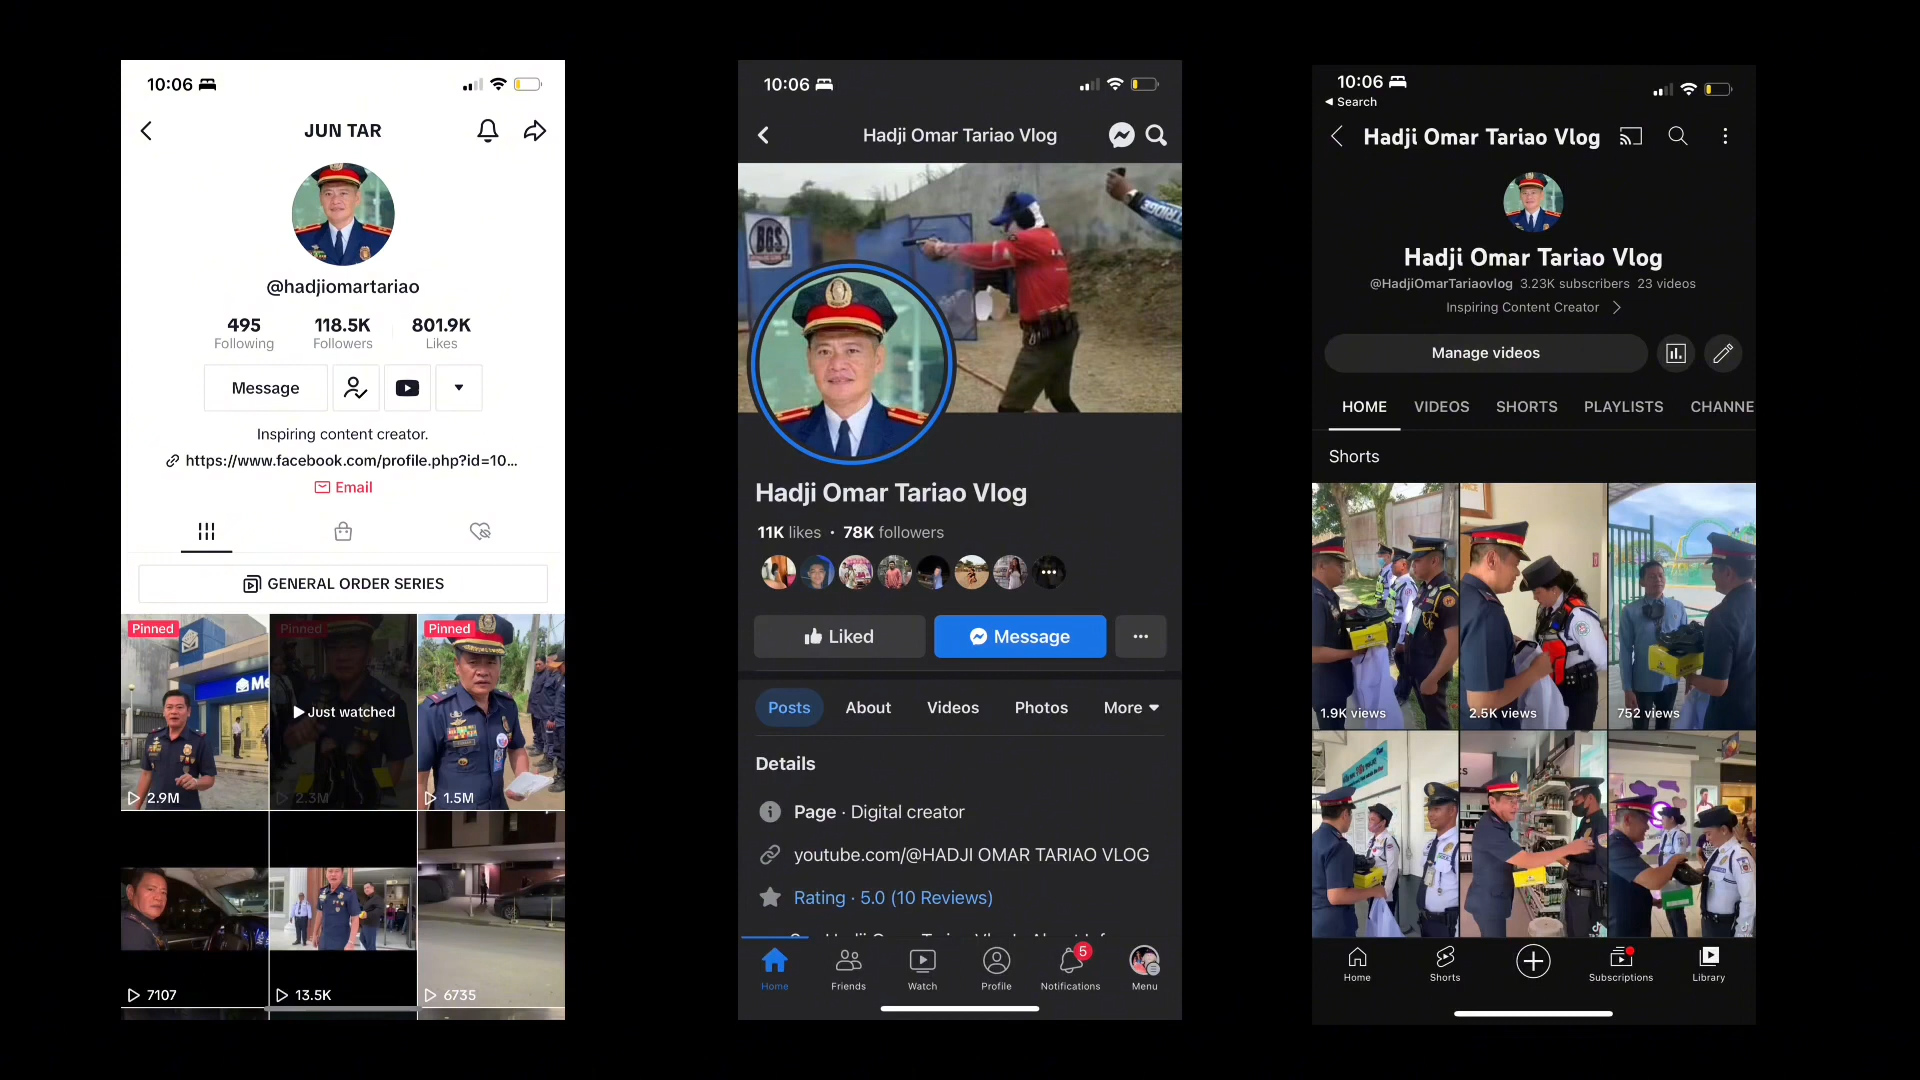 10:06
JUN TAR
@hadjiomartariao
495 118.5K 801.9K
Following Followers Likes
Message
Inspiring content creator.
https://www.facebook.com/profile.php?id=10...
Email
GENERAL ORDER SERIES
Pinned Pinned Pinned
Just watched
2.9M 2.3M 1.5M
7107 13.5K 6735
10:06
Hadji Omar Tariao Vlog
BGS
Hadji Omar Tariao Vlog
11K likes • 78K followers
Liked Message
Posts About Videos Photos More
Details
Page · Digital creator
youtube.com/@HADJI OMAR TARIAO VLOG
Rating · 5.0 (10 Reviews)
5
Home Friends Watch Profile Notifications Menu
10:06
Search
Hadji Omar Tariao Vlog
Hadji Omar Tariao Vlog
@HadjiOmarTariaovlog 3.23K subscribers 23 videos
Inspiring Content Creator
Manage videos
HOME VIDEOS SHORTS PLAYLISTS CHANNE
Shorts
1.9K views 2.5K views 752 views
Home Shorts Subscriptions Library